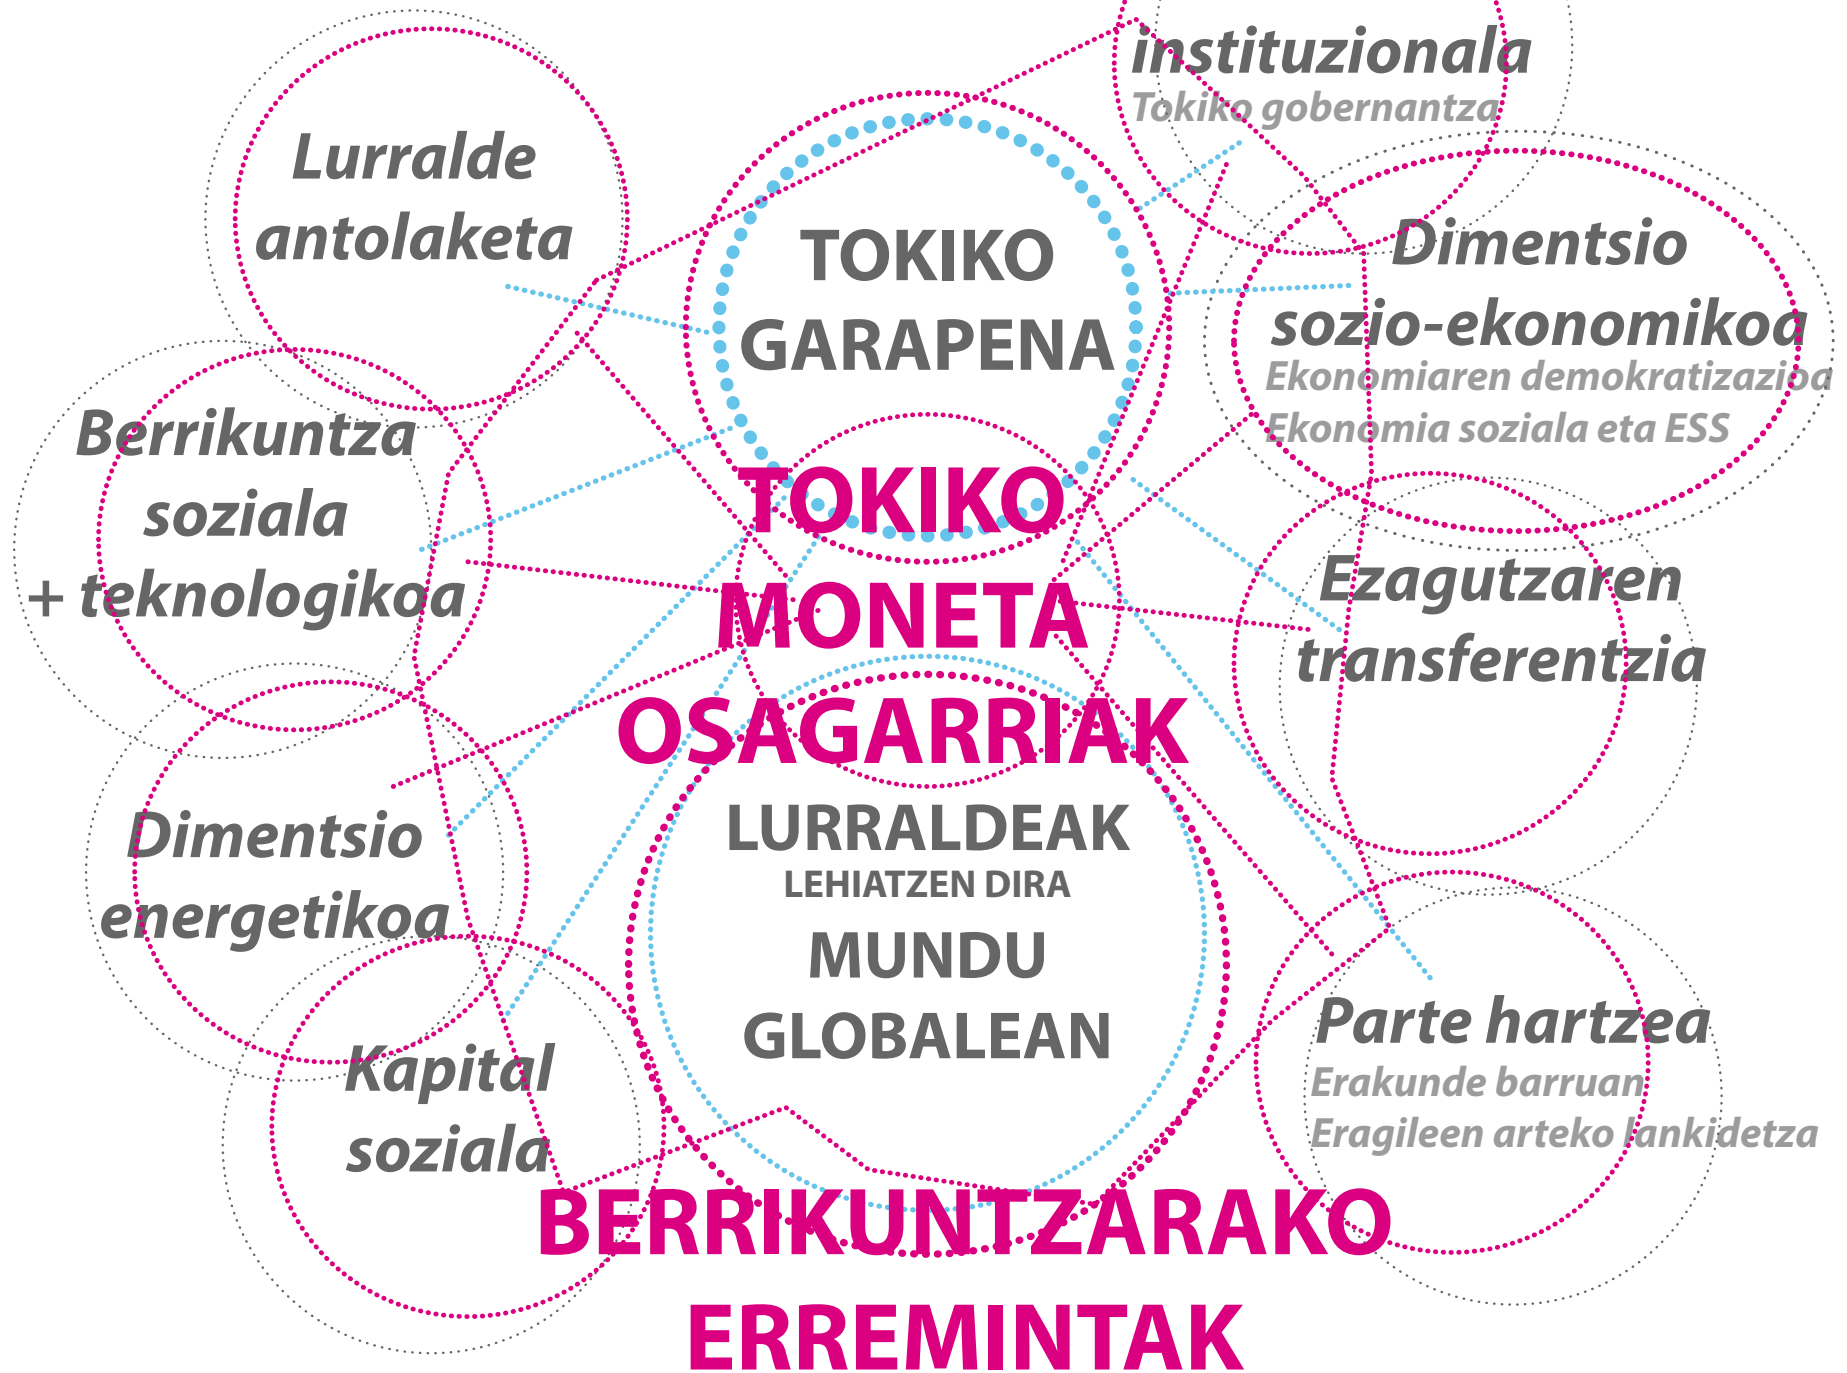 instituzionala
Tokiko gobernantza
Lurralde
antolaketa
TOKIKO
GARAPENA
Dimentsio
sozio-ekonomikoa
Ekonomiaren demokratizazioa
Ekonomia soziala eta ESS
Berrikuntza
soziala
+ teknologikoa
TOKIKO
MONETA
OSAGARRIAK
Ezagutzaren
transferentzia
LURRALDEAK
LEHIATZEN DIRA
MUNDU
GLOBALEAN
Dimentsio
energetikoa
Kapital
soziala
Parte hartzea
Erakunde barruan
Eragileen arteko lankidetza
BERRIKUNTZARAKO
ERREMINTAK